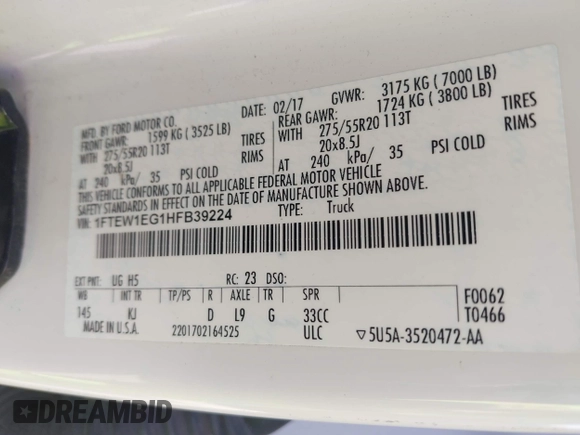 MFD. BY FORD MOTOR CO.
DATE: 02/17 GVWR: 3175 KG ( 7000 LB)
FRONT GAWR: 1599 KG ( 3525 LB) REAR GAWR: 1724 KG ( 3800 LB)
WITH 275/55R20 113T TIRES WITH 275/55R20 113T TIRES
20x8.5J RIMS 20x8.5J RIMS
AT 240 kPa/ 35 PSI COLD AT 240 kPa/ 35 PSI COLD
THIS VEHICLE CONFORMS TO ALL APPLICABLE FEDERAL MOTOR VEHICLE
SAFETY STANDARDS IN EFFECT ON THE DATE OF MANUFACTURE SHOWN ABOVE.
VIN: 1FTEW1EG1HFB39224 TYPE: Truck
EXT PNT: UG H5 RC: 23 DSO:
WB INT TR TP/PS R AXLE TR SPR
145 KJ D L9 G 33CC
F0062
T0466
MADE IN U.S.A. 2201702164525 ULC ▽5U5A-3520472-AA
DREAMBID